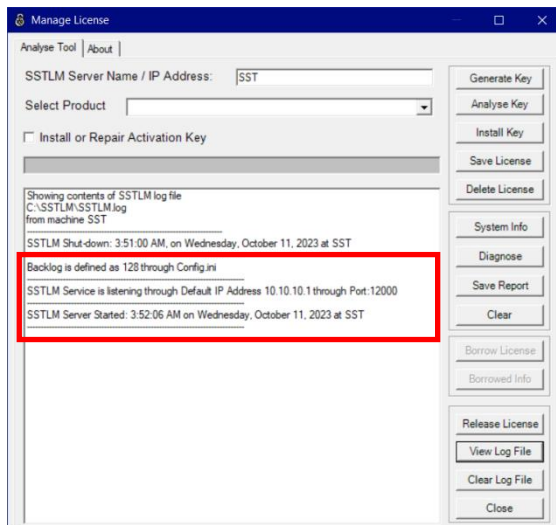 Manage License
Analyse Tool
About
SSTLM Server Name / IP Address:
SST
Select Product
Install or Repair Activation Key
Showing contents of SSTLM log file
C:\SSTLM\SSTLM.log
from machine SST
SSTLM Shut-down: 3:51:00 AM, on Wednesday, October 11, 2023 at SST
Backlog is defined as 128 through Config.ini
SSTLM Service is listening through Default IP Address 10.10.10.1 through Port:12000
SSTLM Server Started: 3:52:06 AM on Wednesday, October 11, 2023 at SST
Generate Key
Analyse Key
Install Key
Save License
Delete License
System Info
Diagnose
Save Report
Clear
Borrow License
Borrowed Info
Release License
View Log File
Clear Log File
Close